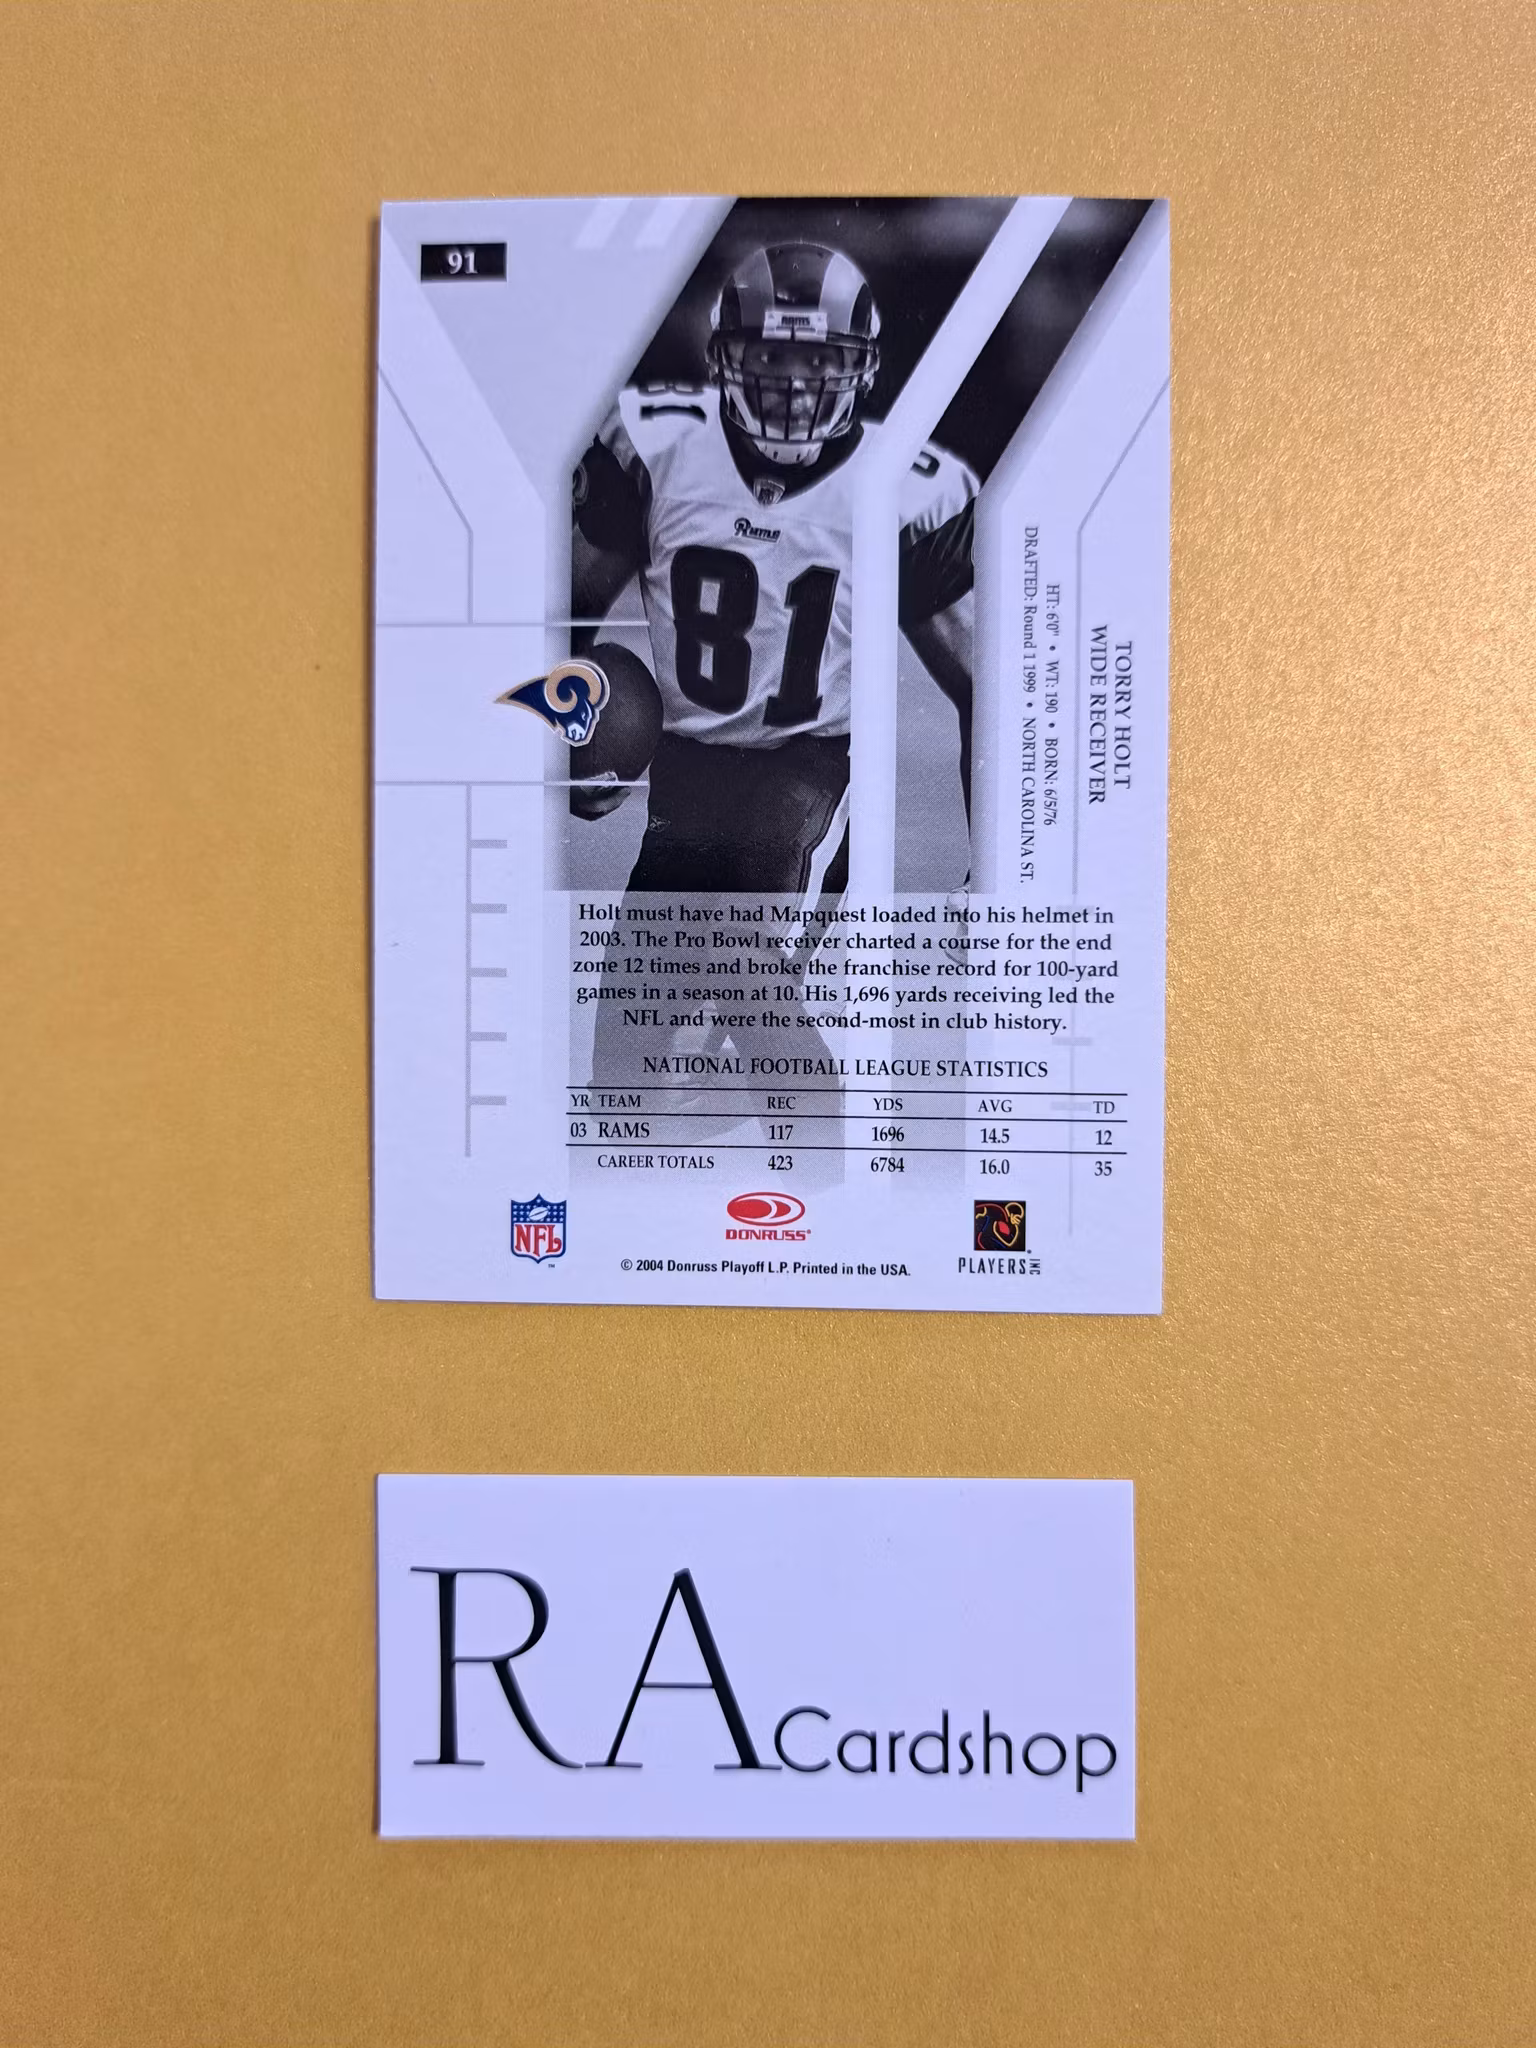 91
RAMS
81
Rams
81
TORRY HOLT
WIDE RECEIVER
HT: 6'0" • WT: 190 • BORN: 6/5/76
DRAFTED: Round 1 1999 • NORTH CAROLINA ST.
Holt must have had Mapquest loaded into his helmet in
2003. The Pro Bowl receiver charted a course for the end
zone 12 times and broke the franchise record for 100-yard
games in a season at 10. His 1,696 yards receiving led the
NFL and were the second-most in club history.
NATIONAL FOOTBALL LEAGUE STATISTICS
YR TEAM REC YDS AVG TD
03 RAMS 117 1696 14.5 12
CAREER TOTALS 423 6784 16.0 35
NFL
TM
DONRUSS®
PLAYERS INC
© 2004 Donruss Playoff L.P. Printed in the USA.
RA Cardshop